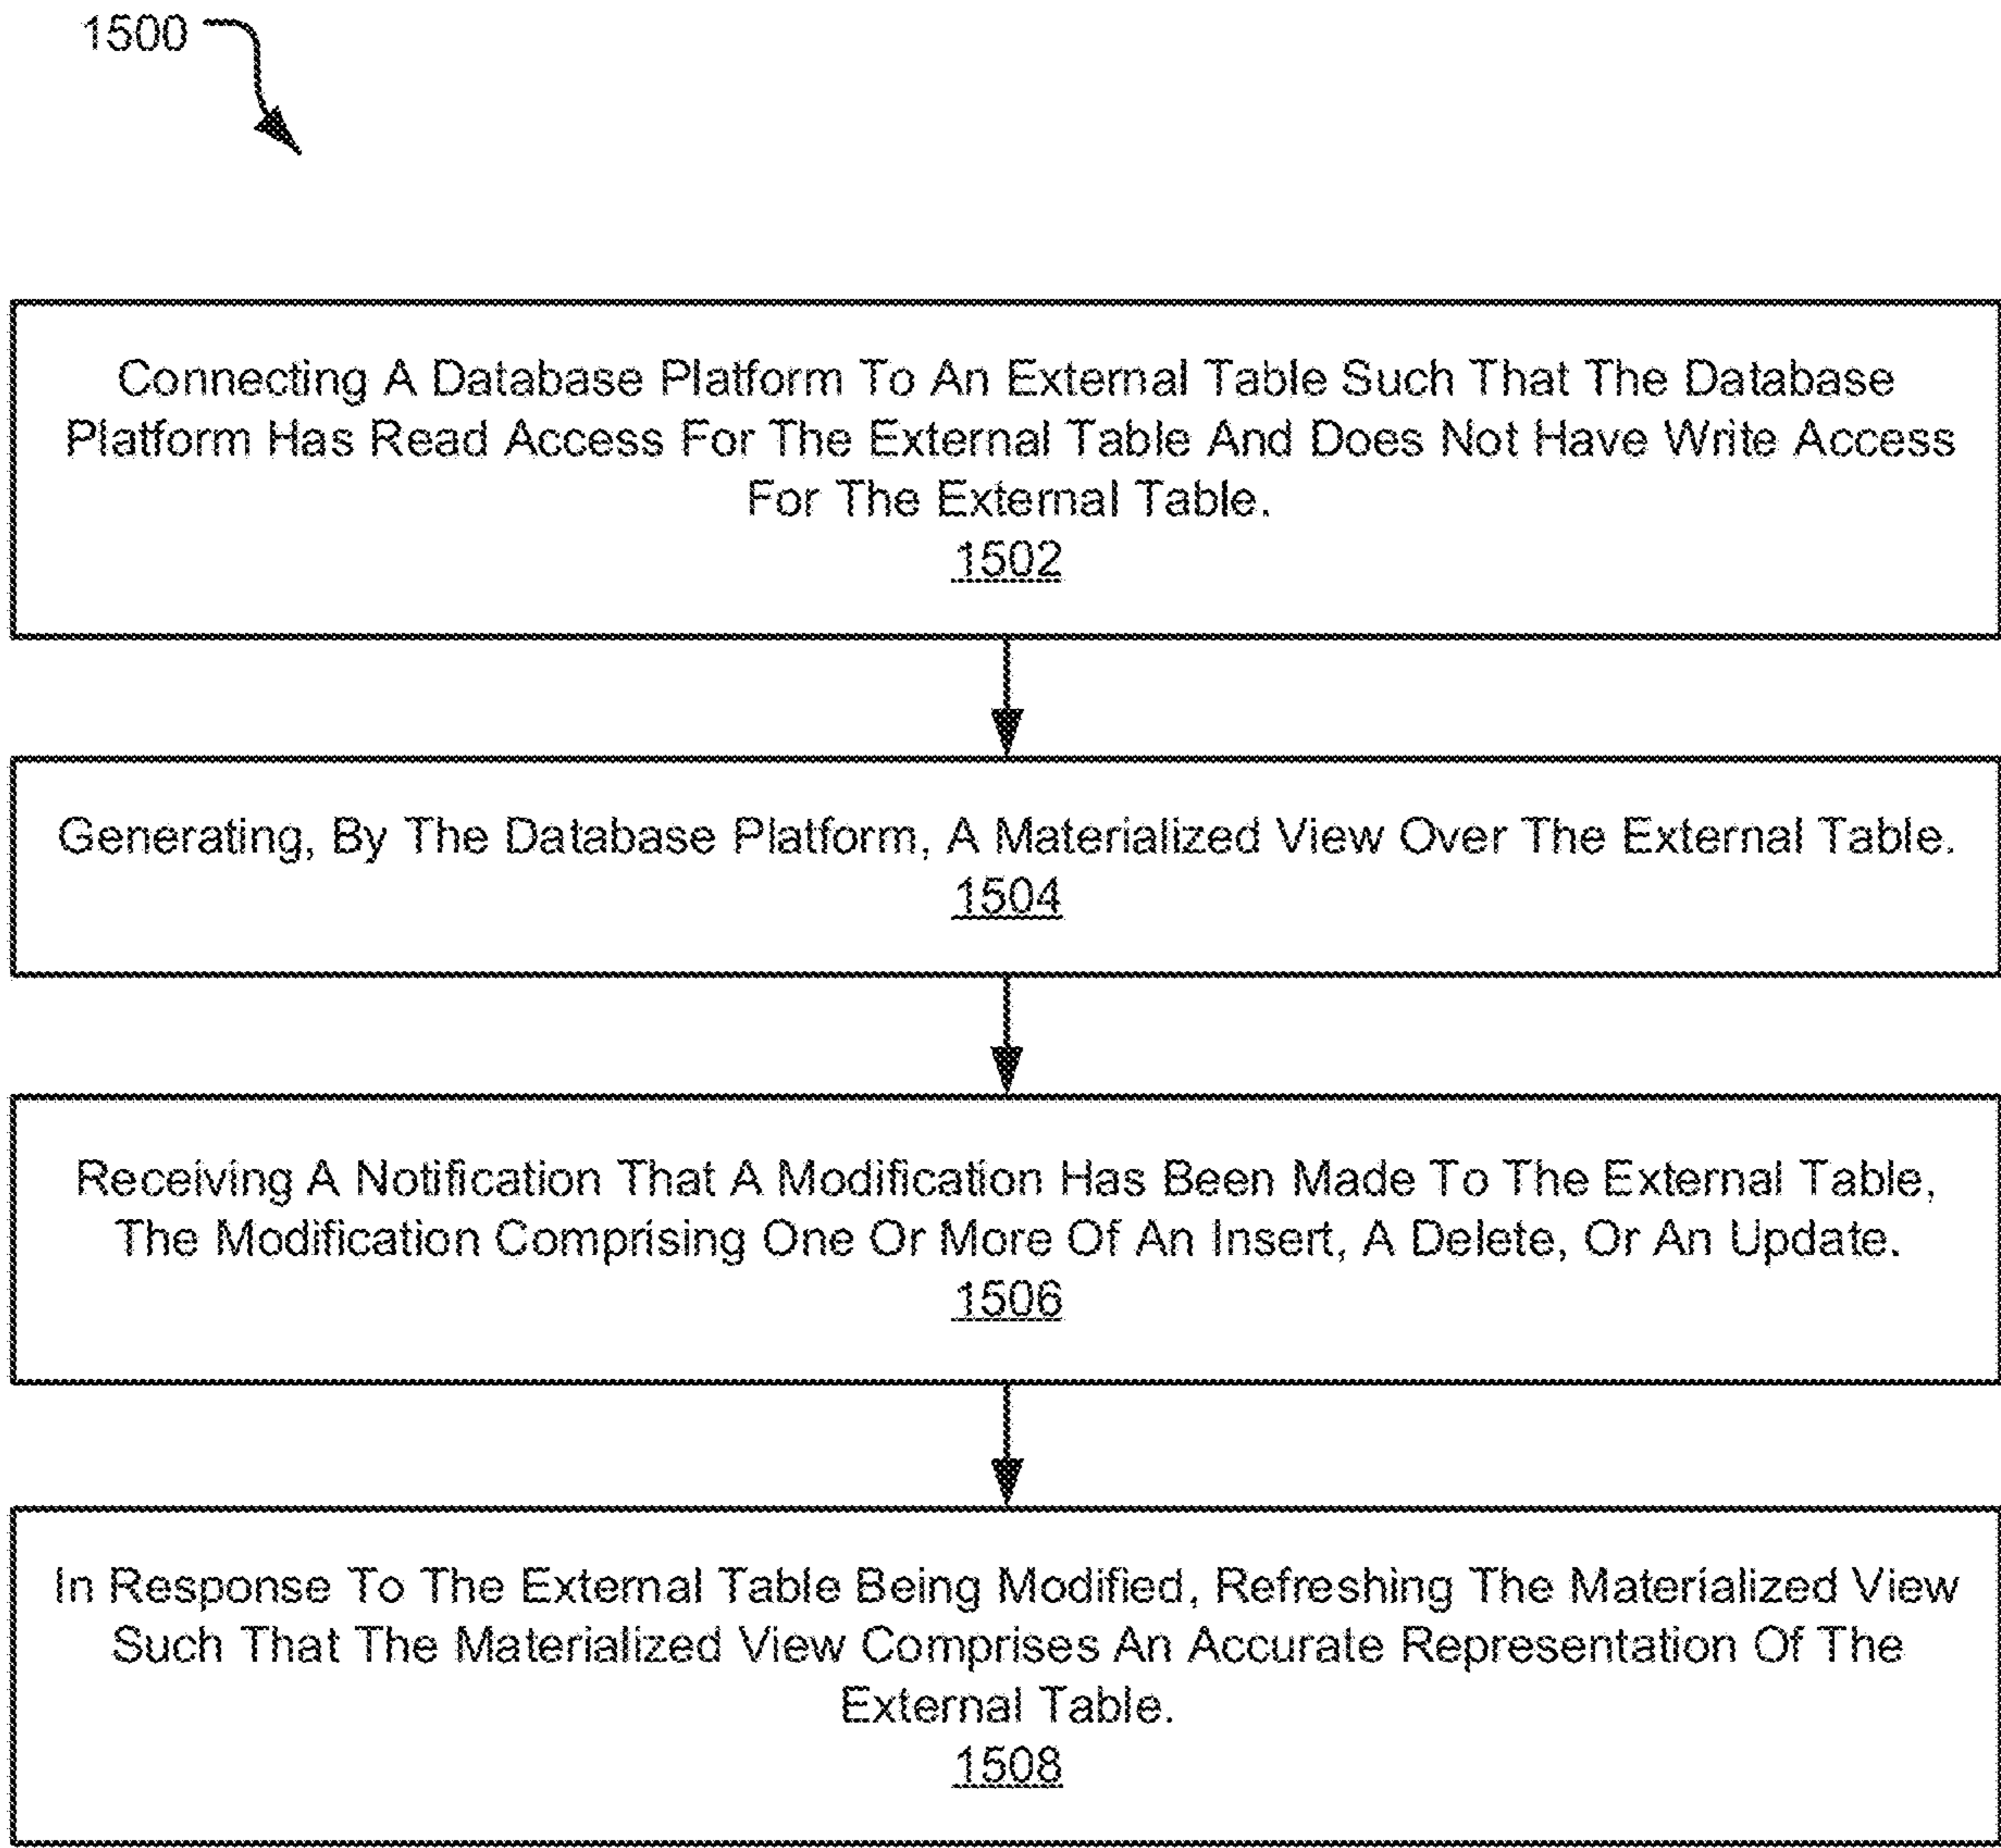 1500
Connecting A Database Platform To An External Table Such That The Database
Platform Has Read Access For The External Table And Does Not Have Write Access
For The External Table.
1502
Generating, By The Database Platform, A Materialized View Over The External Table.
1504
Receiving A Notification That A Modification Has Been Made To The External Table,
The Modification Comprising One Or More Of An Insert, A Delete, Or An Update.
1506
In Response To The External Table Being Modified, Refreshing The Materialized View
Such That The Materialized View Comprises An Accurate Representation Of The
External Table.
1508